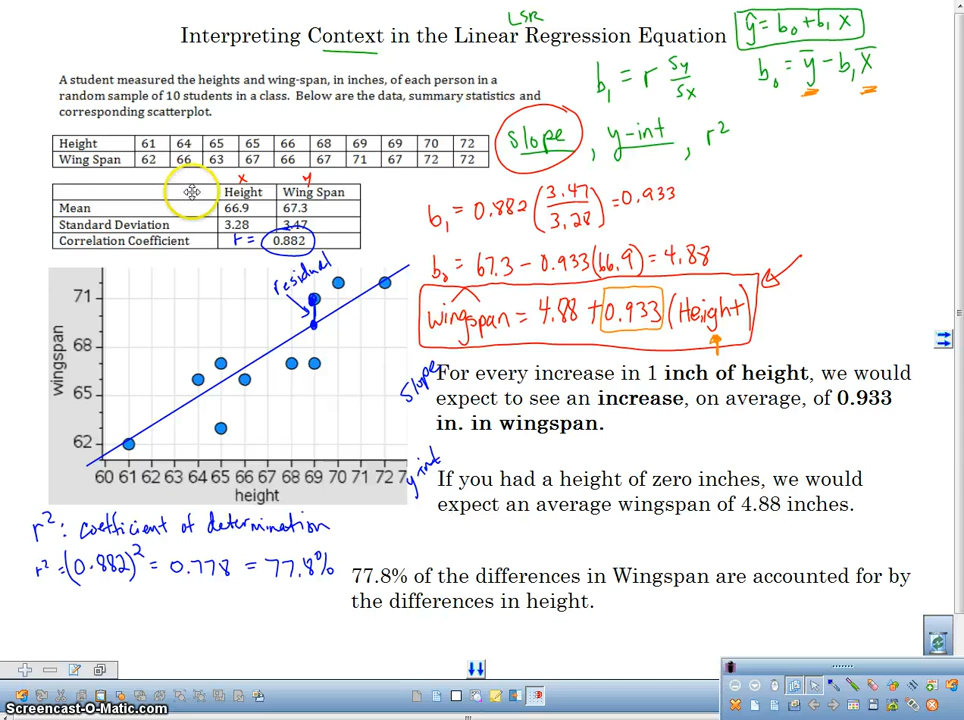 LSR
Interpreting Context in the Linear Regression Equation
ŷ = b₀ + b₁ x
b₁ = r Sy/Sx
b₀ = y̅ - b₁ x̅
A student measured the heights and wing-span, in inches, of each person in a
random sample of 10 students in a class. Below are the data, summary statistics and
corresponding scatterplot.
slope, y-int, r²
Height 61 64 65 65 66 68 69 69 70 72
Wing Span 62 66 63 67 66 67 71 67 72 72
x y
Height Wing Span
Mean 66.9 67.3
Standard Deviation 3.28 3.47
Correlation Coefficient r = 0.882
b₁ = 0.882 (3.47/3.28) = 0.933
b₀ = 67.3 - 0.933(66.9) = 4.88
wingspan = 4.88 + 0.933 (Height)
residual
71
68
65
62
wingspan
60 61 62 63 64 65 66 67 68 69 70 71 72 7
height
slope
For every increase in 1 inch of height, we would
expect to see an increase, on average, of 0.933
in. in wingspan.
y int
If you had a height of zero inches, we would
expect an average wingspan of 4.88 inches.
r²: coefficient of determination
r² = (0.882)² = 0.778 = 77.8%
77.8% of the differences in Wingspan are accounted for by
the differences in height.
Screencast-O-Matic.com